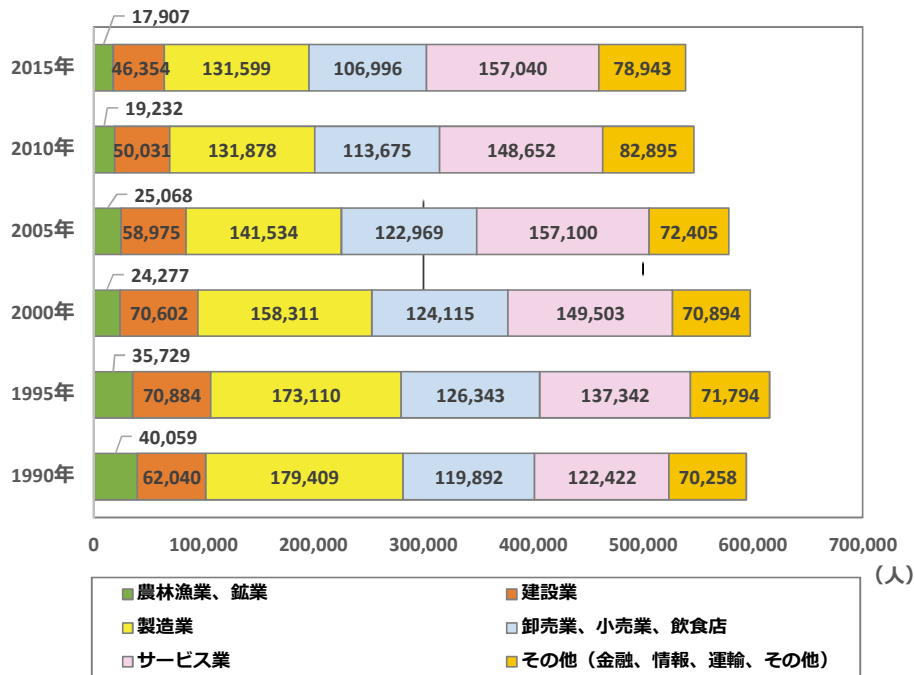 17,907
2015年 46,354 131,599 106,996 157,040 78,943
19,232
2010年 50,031 131,878 113,675 148,652 82,895
25,068
2005年 58,975 141,534 122,969 157,100 72,405
24,277
2000年 70,602 158,311 124,115 149,503 70,894
35,729
1995年 70,884 173,110 126,343 137,342 71,794
40,059
1990年 62,040 179,409 119,892 122,422 70,258
0 100,000 200,000 300,000 400,000 500,000 600,000 700,000
（人）
農林漁業、鉱業 建設業
製造業 卸売業、小売業、飲食店
サービス業 その他（金融、情報、運輸、その他）